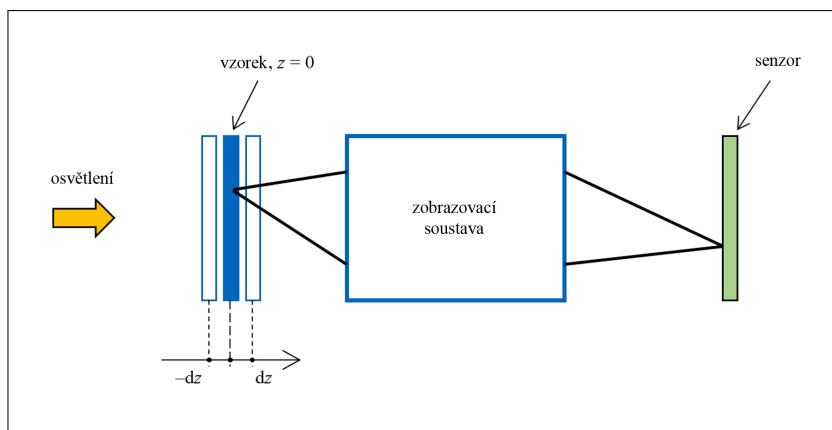 vzorek, z = 0
senzor
osvětlení
zobrazovací
soustava
–dz
dz